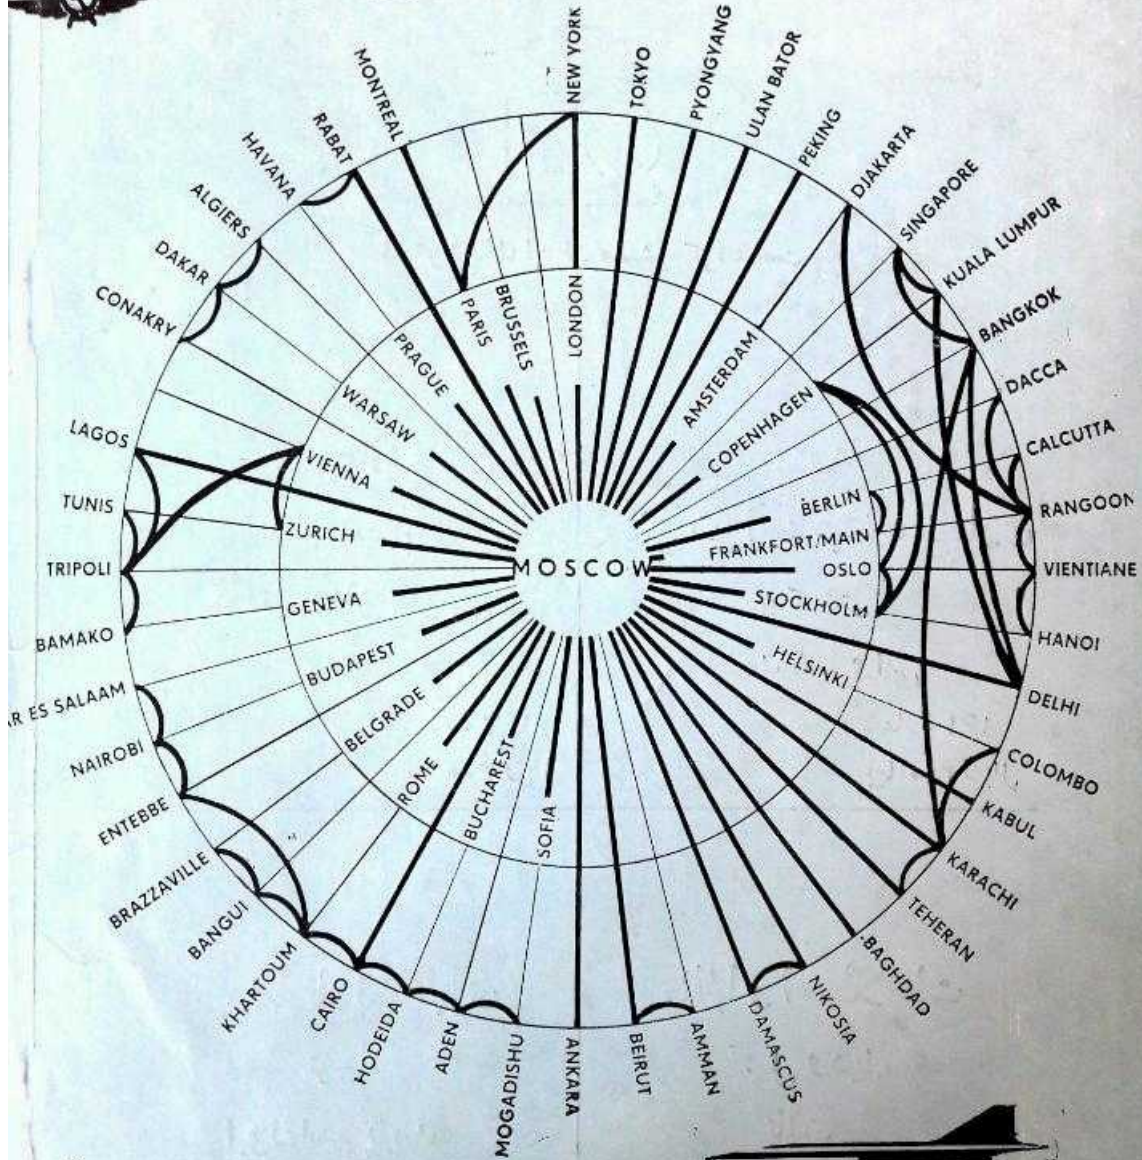 NEW YORK
TOKYO
PYONGYANG
ULAN BATOR
PEKING
DJAKARTA
SINGAPORE
KUALA LUMPUR
BANGKOK
DACCA
CALCUTTA
RANGOON
VIENTIANE
HANOI
DELHI
COLOMBO
KABUL
KARACHI
TEHERAN
BAGHDAD
NIKOSIA
DAMASCUS
AMMAN
BEIRUT
ANKARA
MOGADISHU
ADEN
HODEIDA
CAIRO
KHARTOUM
BANGUI
BRAZZAVILLE
ENTEBBE
NAIROBI
R ES SALAAM
BAMAKO
TRIPOLI
TUNIS
LAGOS
CONAKRY
DAKAR
ALGIERS
HAVANA
RABAT
MONTREAL
LONDON
AMSTERDAM
COPENHAGEN
BERLIN
FRANKFORT/MAIN
OSLO
STOCKHOLM
HELSINKI
SOFIA
BUCHAREST
ROME
BELGRADE
BUDAPEST
GENEVA
ZURICH
VIENNA
WARSAW
PRAGUE
PARIS
BRUSSELS
MOSCOW